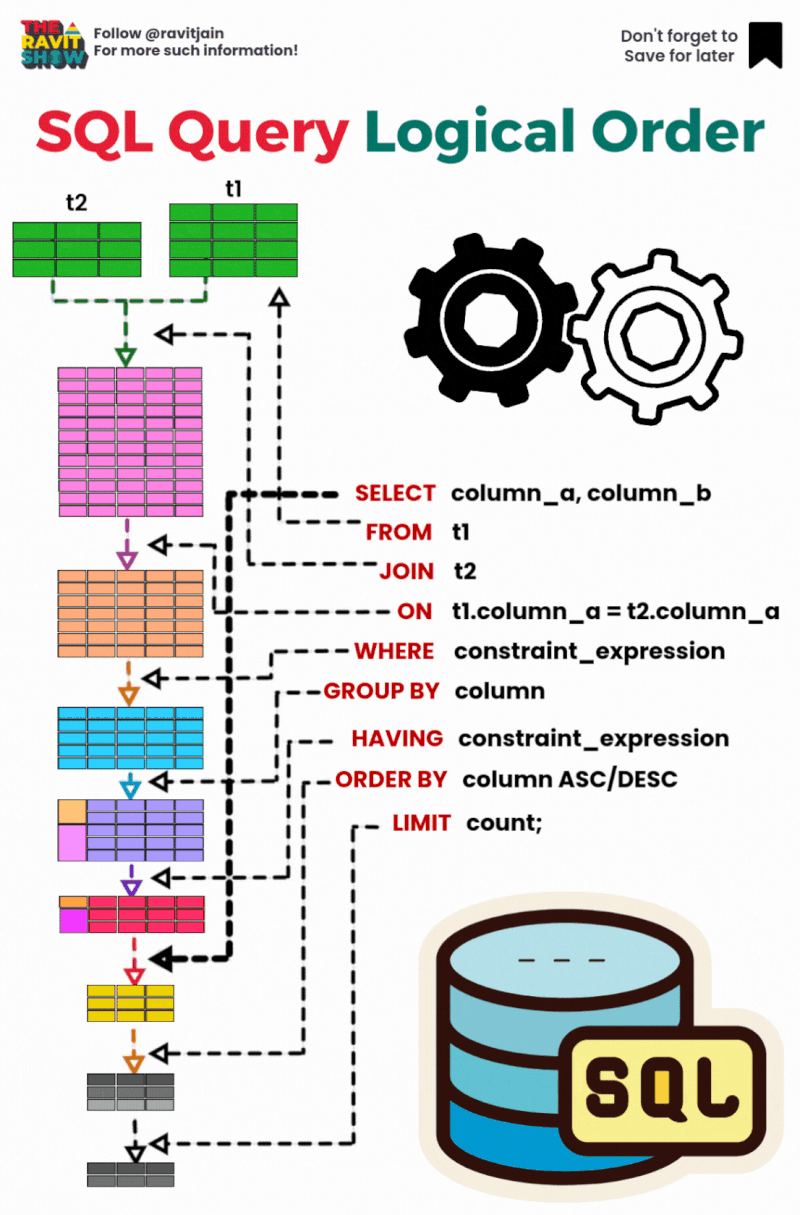 THE
RAVIT
SHOW
Follow @ravitjain
For more such information!
Don't forget to
Save for later
SQL Query Logical Order
t2
t1
SELECT column_a, column_b
FROM t1
JOIN t2
ON t1.column_a = t2.column_a
WHERE constraint_expression
GROUP BY column
HAVING constraint_expression
ORDER BY column ASC/DESC
LIMIT count;
SQL